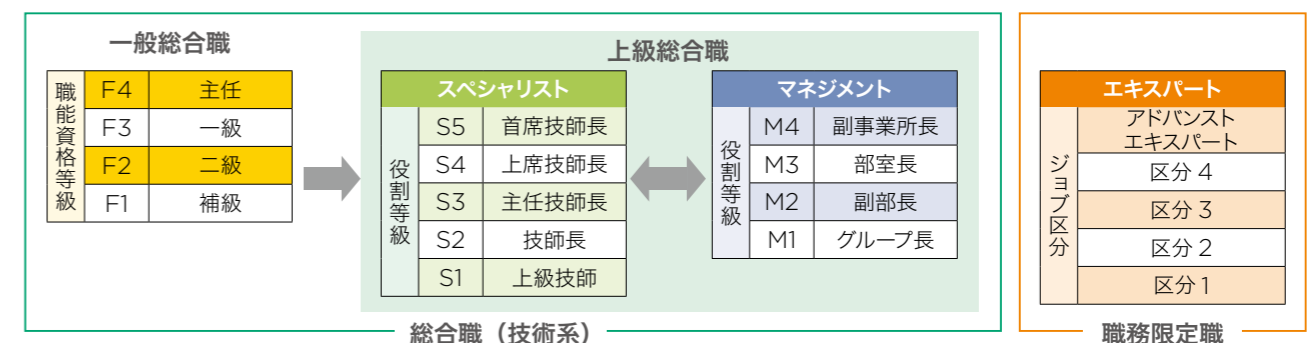 一般総合職
職能資格等級
F4 主任
F3 一級
F2 二級
F1 補級
上級総合職
スペシャリスト
役割等級
S5 首席技師長
S4 上席技師長
S3 主任技師長
S2 技師長
S1 上級技師
マネジメント
役割等級
M4 副事業所長
M3 部室長
M2 副部長
M1 グループ長
総合職（技術系）
エキスパート
ジョブ区分
アドバンスト
エキスパート
区分 4
区分 3
区分 2
区分 1
職務限定職